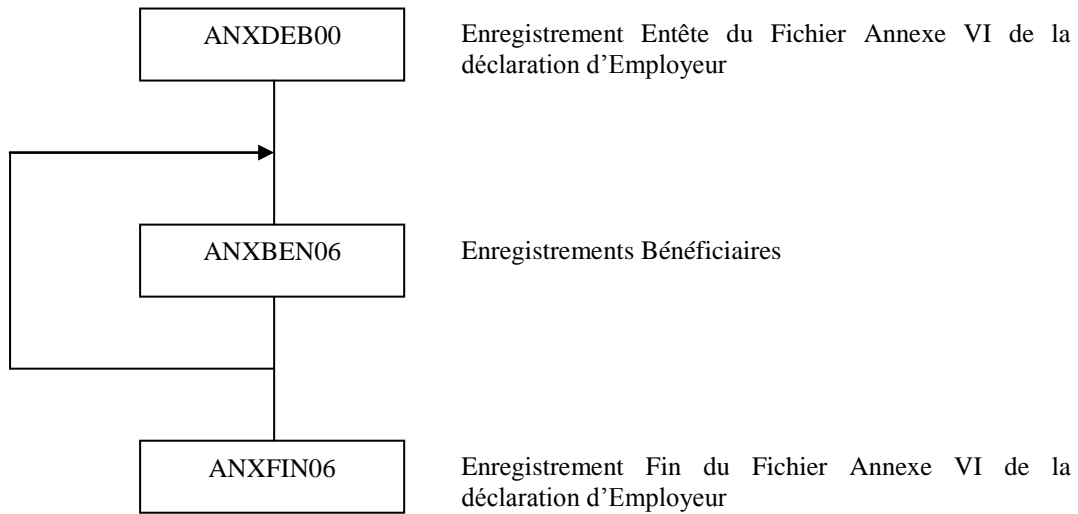 ANXDEB00
Enregistrement Entête du Fichier Annexe VI de la
déclaration d’Employeur
ANXBEN06
Enregistrements Bénéficiaires
ANXFIN06
Enregistrement Fin du Fichier Annexe VI de la
déclaration d’Employeur